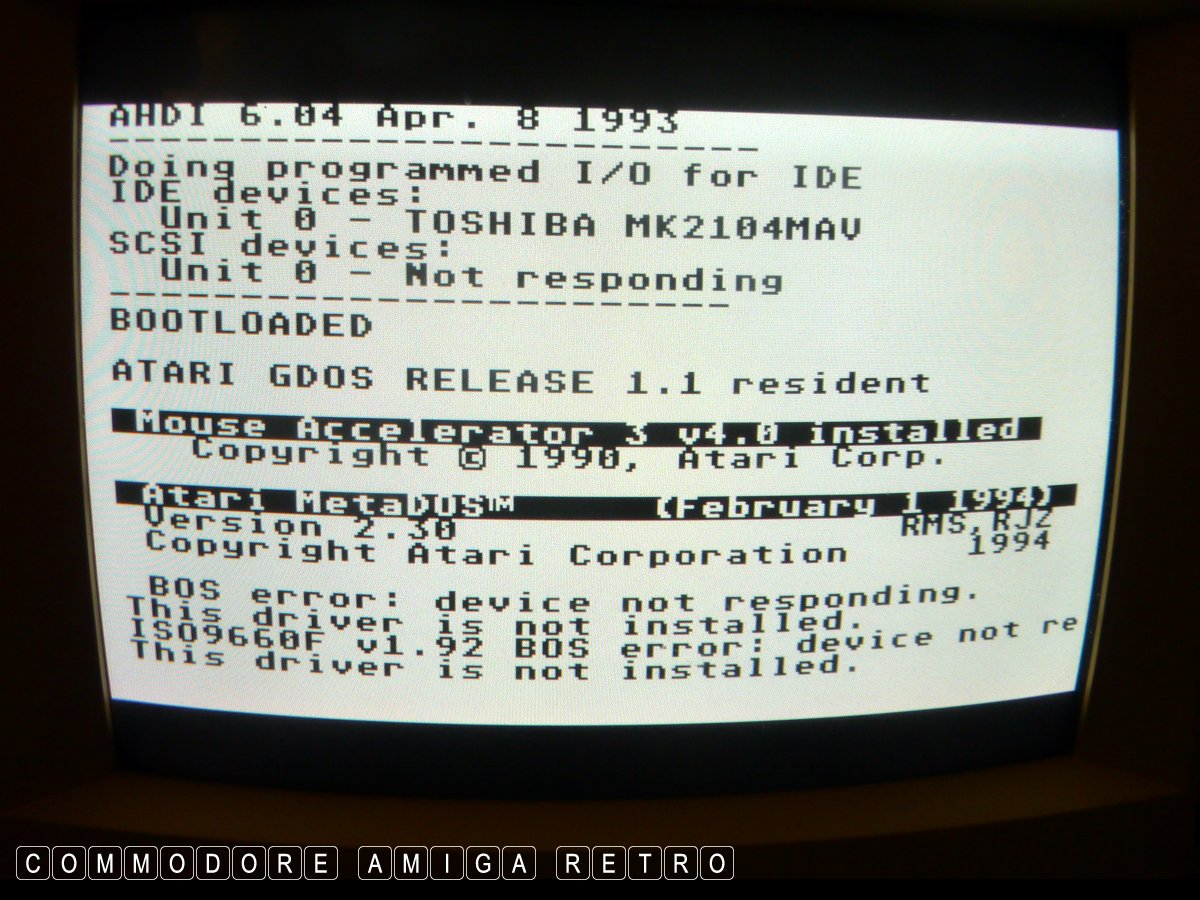 AHDI 6.04 Apr. 8 1993
------------------------
Doing programmed I/O for IDE
IDE devices:
Unit 0 - TOSHIBA MK2104MAV
SCSI devices:
Unit 0 - Not responding
-----------------------
BOOTLOADED
ATARI GDOS RELEASE 1.1 resident
Mouse Accelerator 3 v4.0 installed
Copyright © 1990, Atari Corp.
Atari MetaDOS™ (February 1 1994)
Version 2.30 RMS,RJZ
Copyright Atari Corporation 1994
BOS error: device not responding.
This driver is not installed.
ISO9660F v1.92 BOS error: device not re
This driver is not installed.
COMMODORE AMIGA RETRO